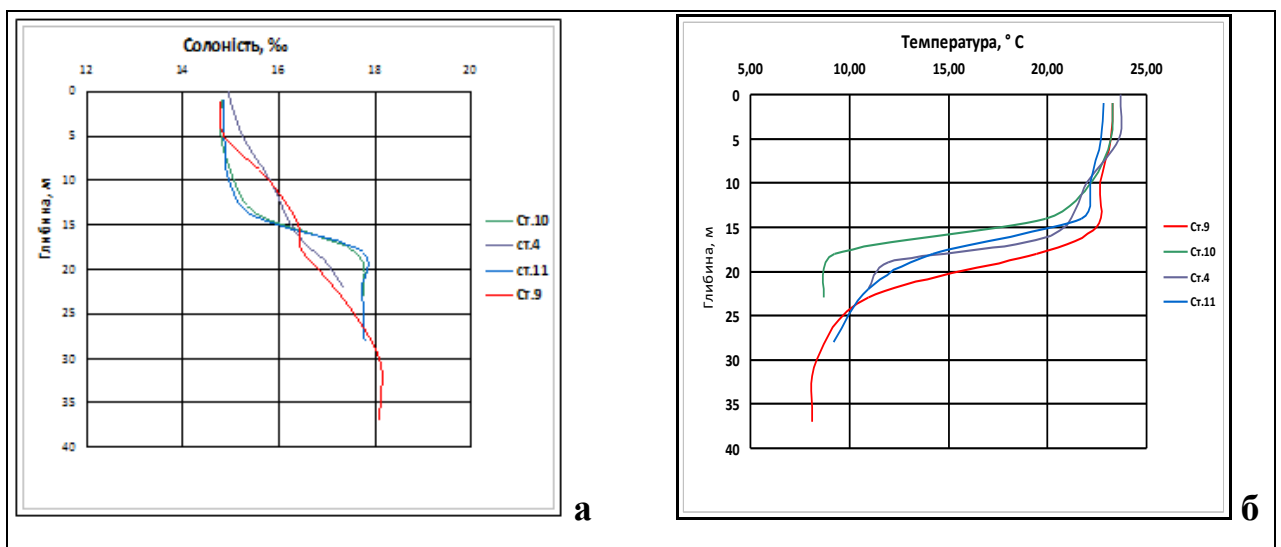 Солоність, ‰
12 14 16 18 20
0
5
10
15
20
25
30
35
40
Глибина, м
Ст.10
ст.4
ст.11
Ст.9
а
Температура, ° С
5,00 10,00 15,00 20,00 25,00
0
5
10
15
20
25
30
35
40
Глибина, м
Ст.9
Ст.10
Ст.4
Ст.11
б